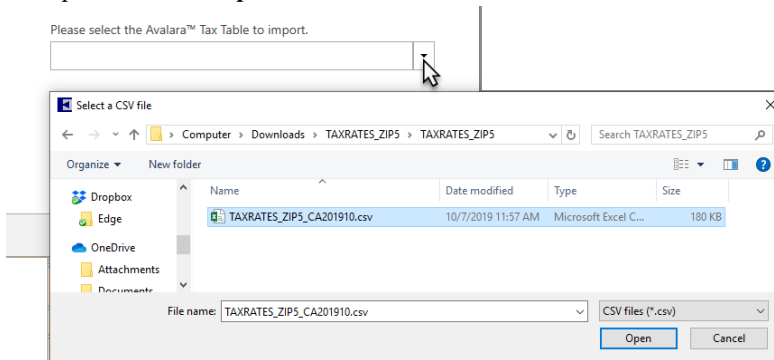 Please select the Avalara™ Tax Table to import.
Select a CSV file
Computer › Downloads › TAXRATES_ZIP5 › TAXRATES_ZIP5
Search TAXRATES_ZIP5
Organize
New folder
Name Date modified Type Size
TAXRATES_ZIP5_CA201910.csv 10/7/2019 11:57 AM Microsoft Excel C... 180 KB
Dropbox
Edge
OneDrive
Attachments
Documents
File name: TAXRATES_ZIP5_CA201910.csv CSV files (*.csv)
Open Cancel